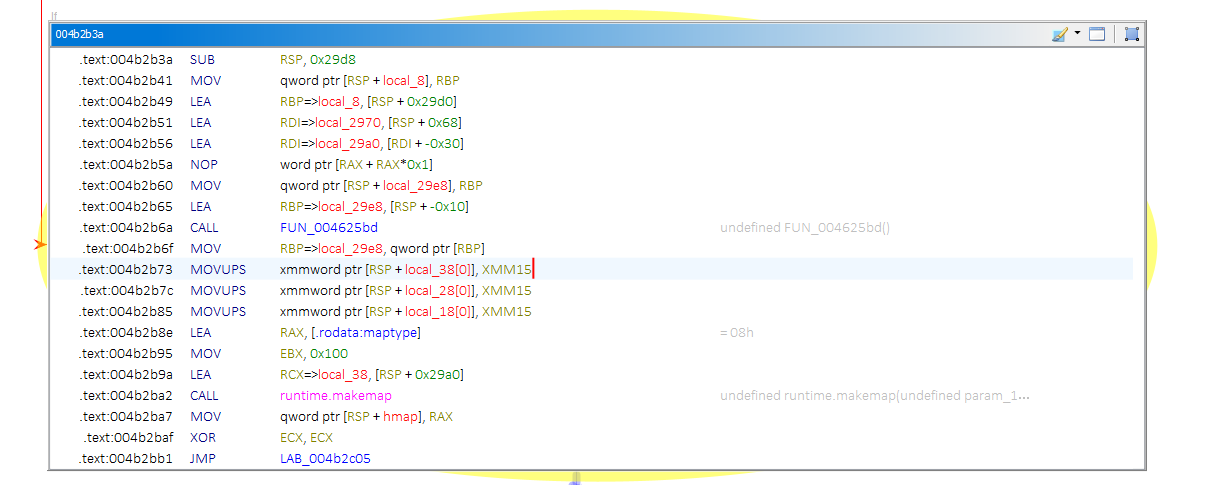 If
004b2b3a
.text:004b2b3a SUB RSP, 0x29d8
.text:004b2b41 MOV qword ptr [RSP + local_8], RBP
.text:004b2b49 LEA RBP=>local_8, [RSP + 0x29d0]
.text:004b2b51 LEA RDI=>local_2970, [RSP + 0x68]
.text:004b2b56 LEA RDI=>local_29a0, [RDI + -0x30]
.text:004b2b5a NOP word ptr [RAX + RAX*0x1]
.text:004b2b60 MOV qword ptr [RSP + local_29e8], RBP
.text:004b2b65 LEA RBP=>local_29e8, [RSP + -0x10]
.text:004b2b6a CALL FUN_004625bd undefined FUN_004625bd()
.text:004b2b6f MOV RBP=>local_29e8, qword ptr [RBP]
.text:004b2b73 MOVUPS xmmword ptr [RSP + local_38[0]], XMM15
.text:004b2b7c MOVUPS xmmword ptr [RSP + local_28[0]], XMM15
.text:004b2b85 MOVUPS xmmword ptr [RSP + local_18[0]], XMM15
.text:004b2b8e LEA RAX, [.rodata:maptype] = 08h
.text:004b2b95 MOV EBX, 0x100
.text:004b2b9a LEA RCX=>local_38, [RSP + 0x29a0]
.text:004b2ba2 CALL runtime.makemap undefined runtime.makemap(undefined param_1...
.text:004b2ba7 MOV qword ptr [RSP + hmap], RAX
.text:004b2baf XOR ECX, ECX
.text:004b2bb1 JMP LAB_004b2c05